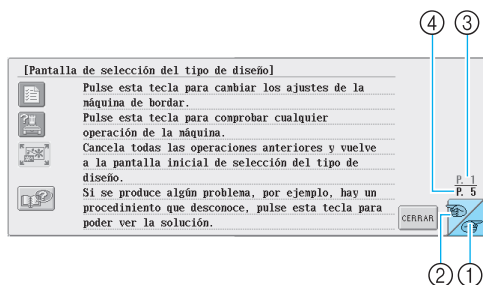 ④ ③
[Pantalla de selección del tipo de diseño]
Pulse esta tecla para cambiar los ajustes de la
máquina de bordar.
Pulse esta tecla para comprobar cualquier
operación de la máquina.
Cancela todas las operaciones anteriores y vuelve
a la pantalla inicial de selección del tipo de
diseño.
Si se produce algún problema, por ejemplo, hay un
procedimiento que desconoce, pulse esta tecla para
poder ver la solución.
P. 1
P. 5
CERRAR
② ①